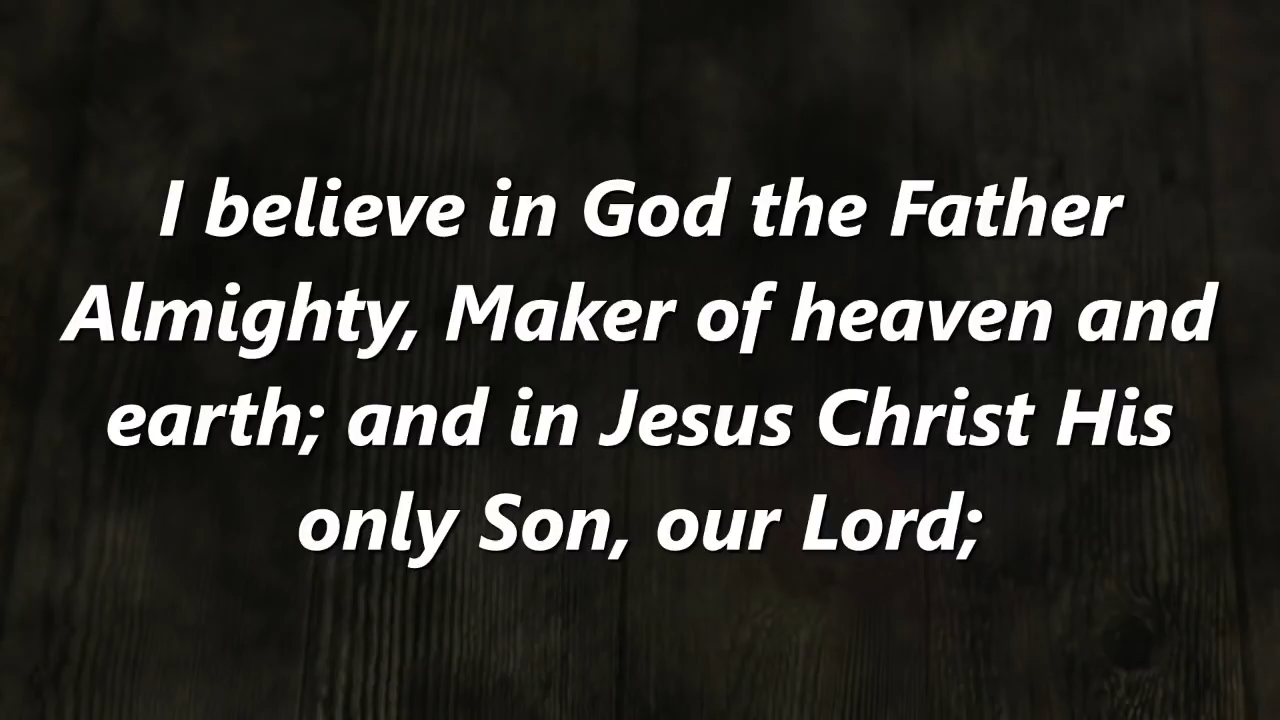 I believe in God the Father
Almighty, Maker of heaven and
earth; and in Jesus Christ His
only Son, our Lord;